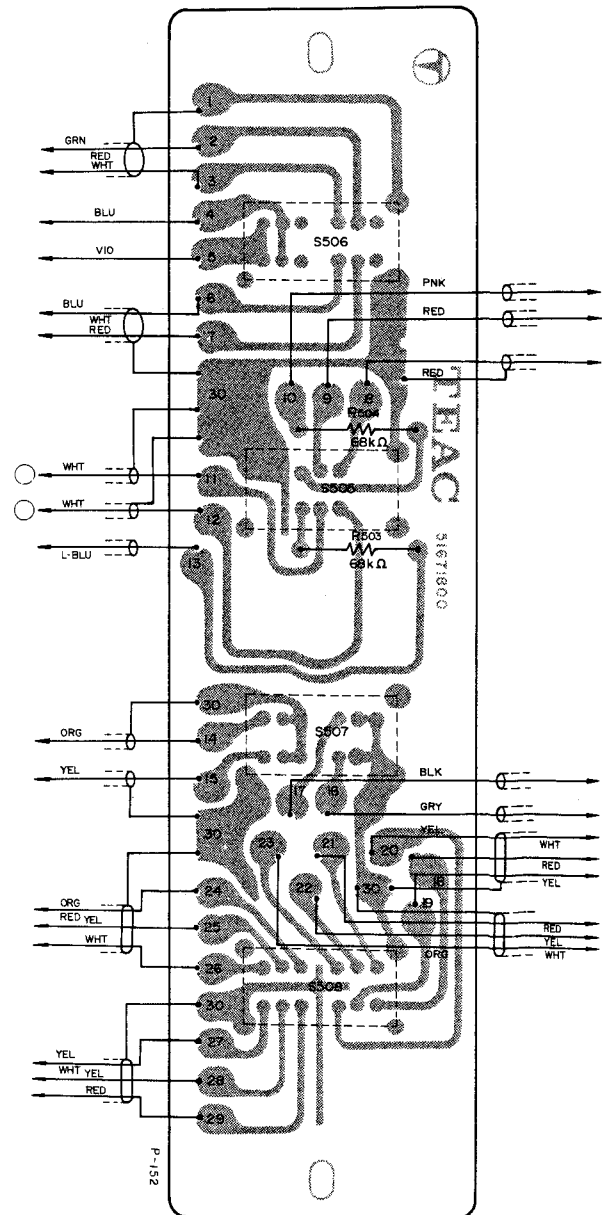 1
GRN
2
RED
WHT
3
BLU
4
S506
VIO
5
PNK
BLU
6
RED
WHT
RED
7
RED
30
10
9
8
TEAC
R504
68kΩ
WHT
11
S505
WHT
12
R503
68kΩ
L-BLU
13
51671800
30
S507
ORG
14
YEL
15
BLK
17
16
GRY
30
YEL
WHT
23
21
20
RED
18
YEL
ORG
24
22
30
19
RED
YEL
25
RED
YEL
WHT
26
ORG
WHT
S508
30
27
YEL
WHT
YEL
28
RED
29
P-152